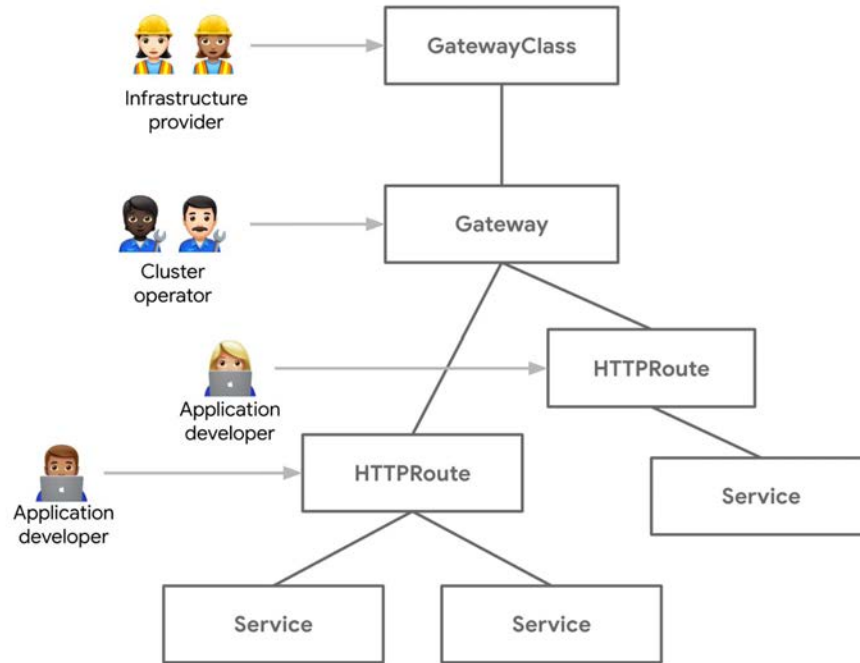 GatewayClass
Infrastructure
provider
Gateway
Cluster
operator
HTTPRoute
Application
developer
HTTPRoute
Application
developer
Service
Service
Service